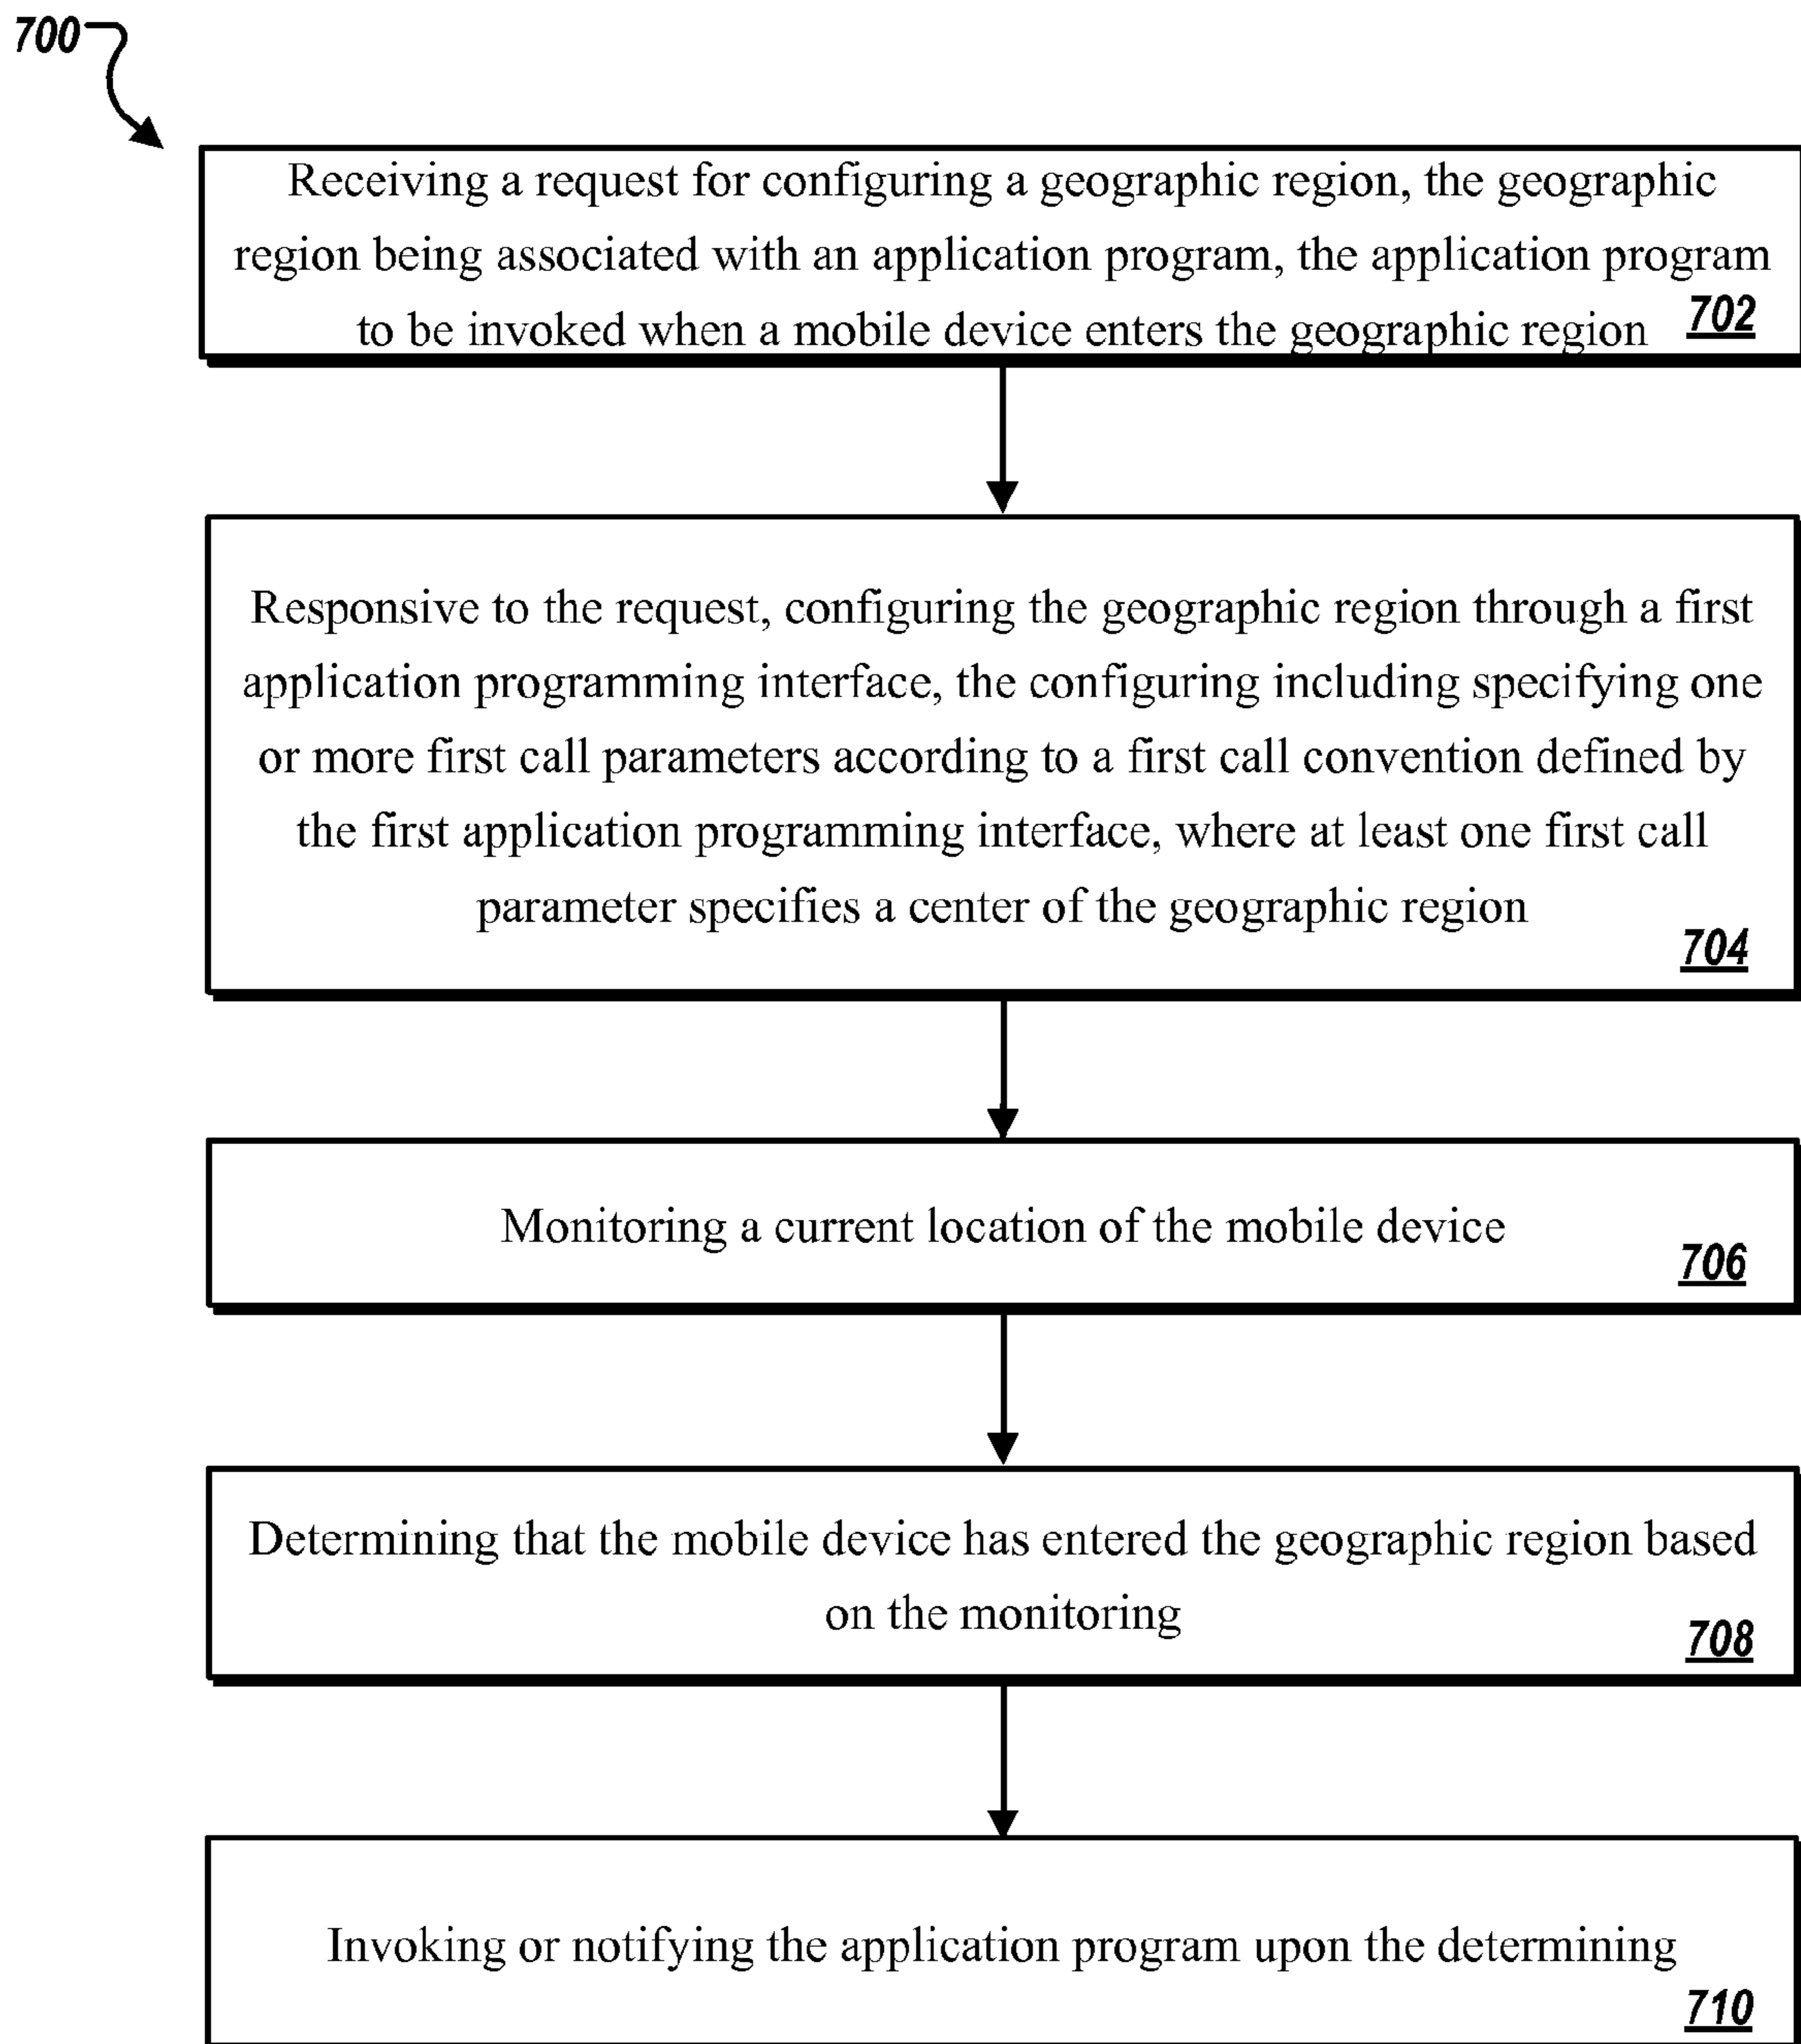 700
Receiving a request for configuring a geographic region, the geographic
region being associated with an application program, the application program
to be invoked when a mobile device enters the geographic region 702
Responsive to the request, configuring the geographic region through a first
application programming interface, the configuring including specifying one
or more first call parameters according to a first call convention defined by
the first application programming interface, where at least one first call
parameter specifies a center of the geographic region
704
Monitoring a current location of the mobile device
706
Determining that the mobile device has entered the geographic region based
on the monitoring
708
Invoking or notifying the application program upon the determining
710